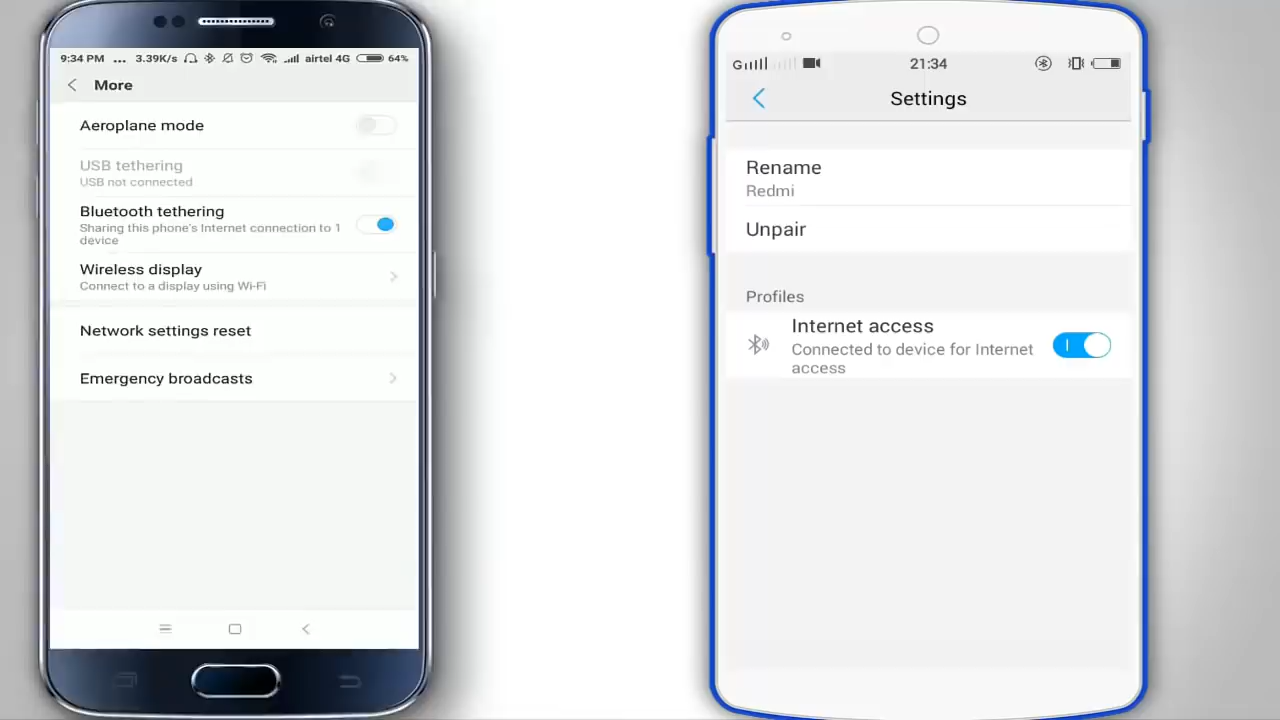 9:34 PM ... 3.39K/s airtel 4G 64%
More
Aeroplane mode
USB tethering
USB not connected
Bluetooth tethering
Sharing this phone's Internet connection to 1
device
Wireless display
Connect to a display using Wi-Fi
Network settings reset
Emergency broadcasts
G 21:34
Settings
Rename
Redmi
Unpair
Profiles
Internet access
Connected to device for Internet
access